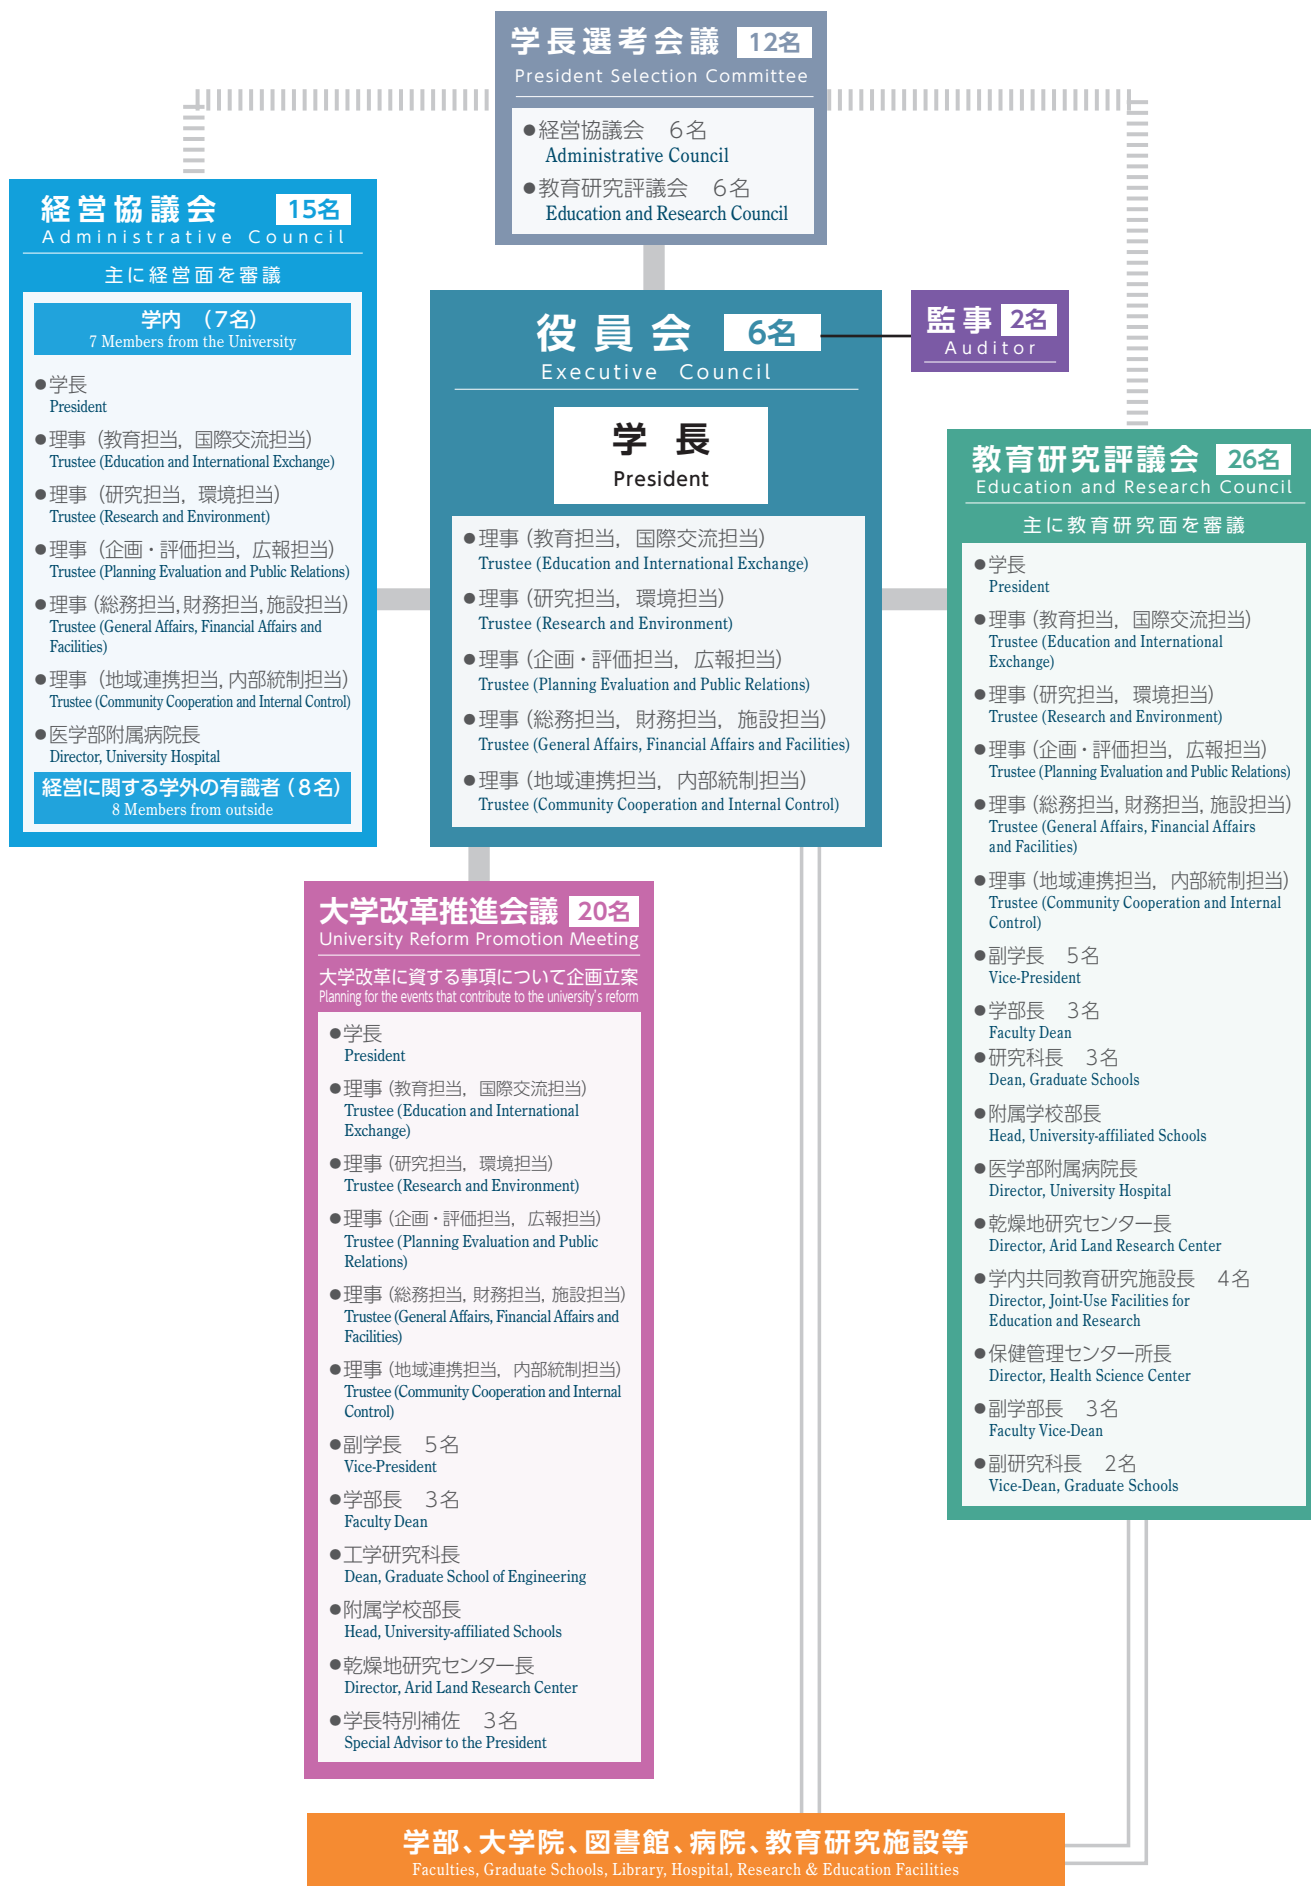 学長選考会議 12名
President Selection Committee
●経営協議会 6名
Administrative Council
●教育研究評議会 6名
Education and Research Council
経営協議会 15名
Administrative Council
主に経営面を審議
学内 （7名）
7 Members from the University
●学長
President
●理事（教育担当，国際交流担当）
Trustee (Education and International Exchange)
●理事（研究担当，環境担当）
Trustee (Research and Environment)
●理事（企画・評価担当，広報担当）
Trustee (Planning Evaluation and Public Relations)
●理事（総務担当，財務担当，施設担当）
Trustee (General Affairs, Financial Affairs and
Facilities)
●理事（地域連携担当，内部統制担当）
Trustee (Community Cooperation and Internal Control)
●医学部附属病院長
Director, University Hospital
経営に関する学外の有識者（8名）
8 Members from outside
役員会 6名
Executive Council
学長
President
●理事（教育担当，国際交流担当）
Trustee (Education and International Exchange)
●理事（研究担当，環境担当）
Trustee (Research and Environment)
●理事（企画・評価担当，広報担当）
Trustee (Planning Evaluation and Public Relations)
●理事（総務担当，財務担当，施設担当）
Trustee (General Affairs, Financial Affairs and Facilities)
●理事（地域連携担当，内部統制担当）
Trustee (Community Cooperation and Internal Control)
監事 2名
Auditor
教育研究評議会 26名
Education and Research Council
主に教育研究面を審議
●学長
President
●理事（教育担当，国際交流担当）
Trustee (Education and International
Exchange)
●理事（研究担当，環境担当）
Trustee (Research and Environment)
●理事（企画・評価担当，広報担当）
Trustee (Planning Evaluation and Public Relations)
●理事（総務担当，財務担当，施設担当）
Trustee (General Affairs, Financial Affairs
and Facilities)
●理事（地域連携担当，内部統制担当）
Trustee (Community Cooperation and Internal
Control)
●副学長 5名
Vice-President
●学部長 3名
Faculty Dean
●研究科長 3名
Dean, Graduate Schools
●附属学校部長
Head, University-affiliated Schools
●医学部附属病院長
Director, University Hospital
●乾燥地研究センター長
Director, Arid Land Research Center
●学内共同教育研究施設長 4名
Director, Joint-Use Facilities for
Education and Research
●保健管理センター所長
Director, Health Science Center
●副学部長 3名
Faculty Vice-Dean
●副研究科長 2名
Vice-Dean, Graduate Schools
大学改革推進会議 20名
University Reform Promotion Meeting
大学改革に資する事項について企画立案
Planning for the events that contribute to the university's reform
●学長
President
●理事（教育担当，国際交流担当）
Trustee (Education and International
Exchange)
●理事（研究担当，環境担当）
Trustee (Research and Environment)
●理事（企画・評価担当，広報担当）
Trustee (Planning Evaluation and Public
Relations)
●理事（総務担当，財務担当，施設担当）
Trustee (General Affairs, Financial Affairs and
Facilities)
●理事（地域連携担当，内部統制担当）
Trustee (Community Cooperation and Internal
Control)
●副学長 5名
Vice-President
●学部長 3名
Faculty Dean
●工学研究科長
Dean, Graduate School of Engineering
●附属学校部長
Head, University-affiliated Schools
●乾燥地研究センター長
Director, Arid Land Research Center
●学長特別補佐 3名
Special Advisor to the President
学部、大学院、図書館、病院、教育研究施設等
Faculties, Graduate Schools, Library, Hospital, Research & Education Facilities